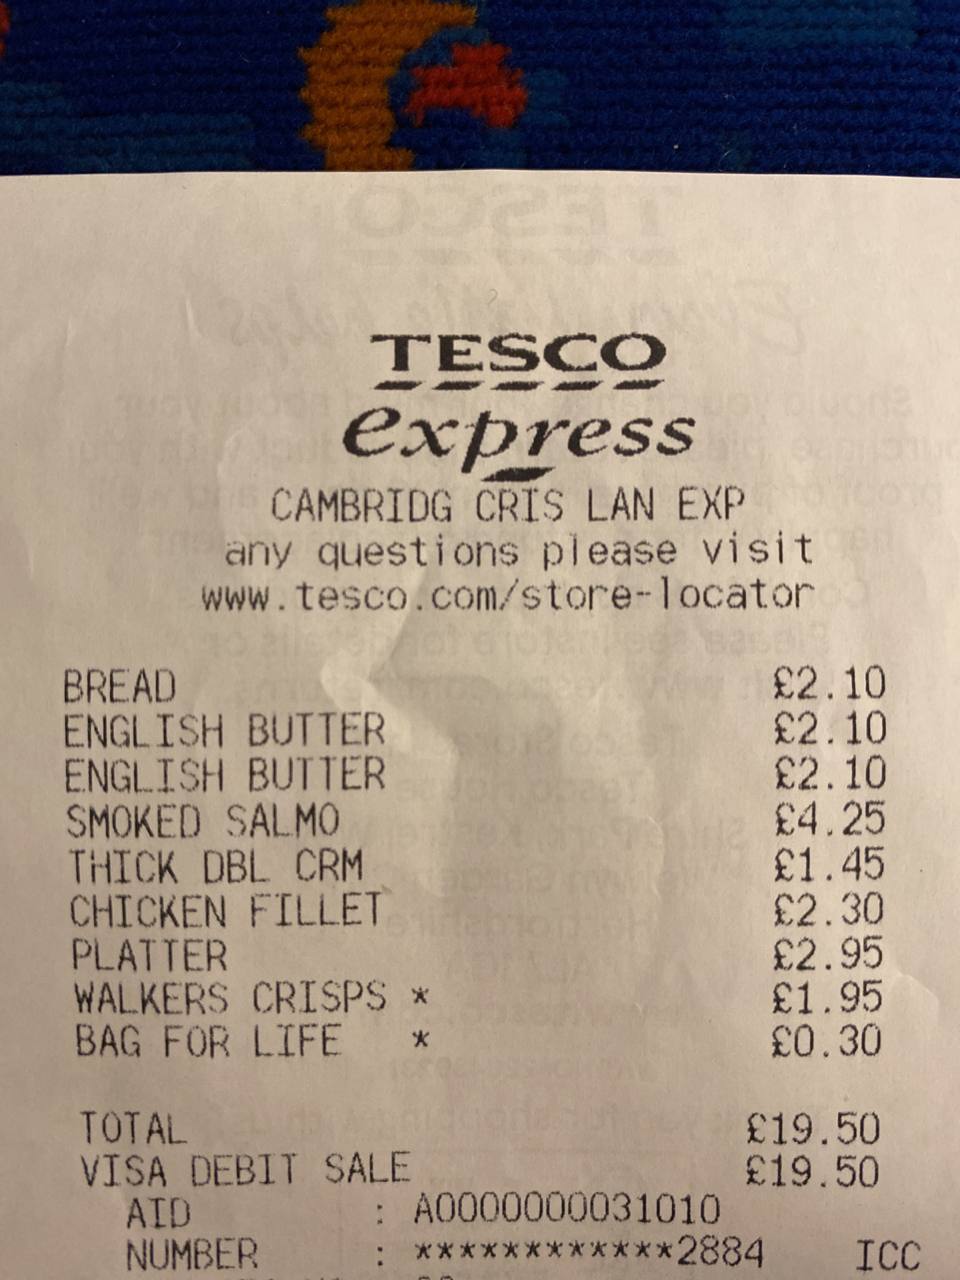 TESCO
express
CAMBRIDG CRIS LAN EXP
any questions please visit
www.tesco.com/store-locator
BREAD £2.10
ENGLISH BUTTER £2.10
ENGLISH BUTTER £2.10
SMOKED SALMO £4.25
THICK DBL CRM £1.45
CHICKEN FILLET £2.30
PLATTER £2.95
WALKERS CRISPS * £1.95
BAG FOR LIFE * £0.30
TOTAL £19.50
VISA DEBIT SALE £19.50
AID : A0000000031010
NUMBER : ************2884 ICC